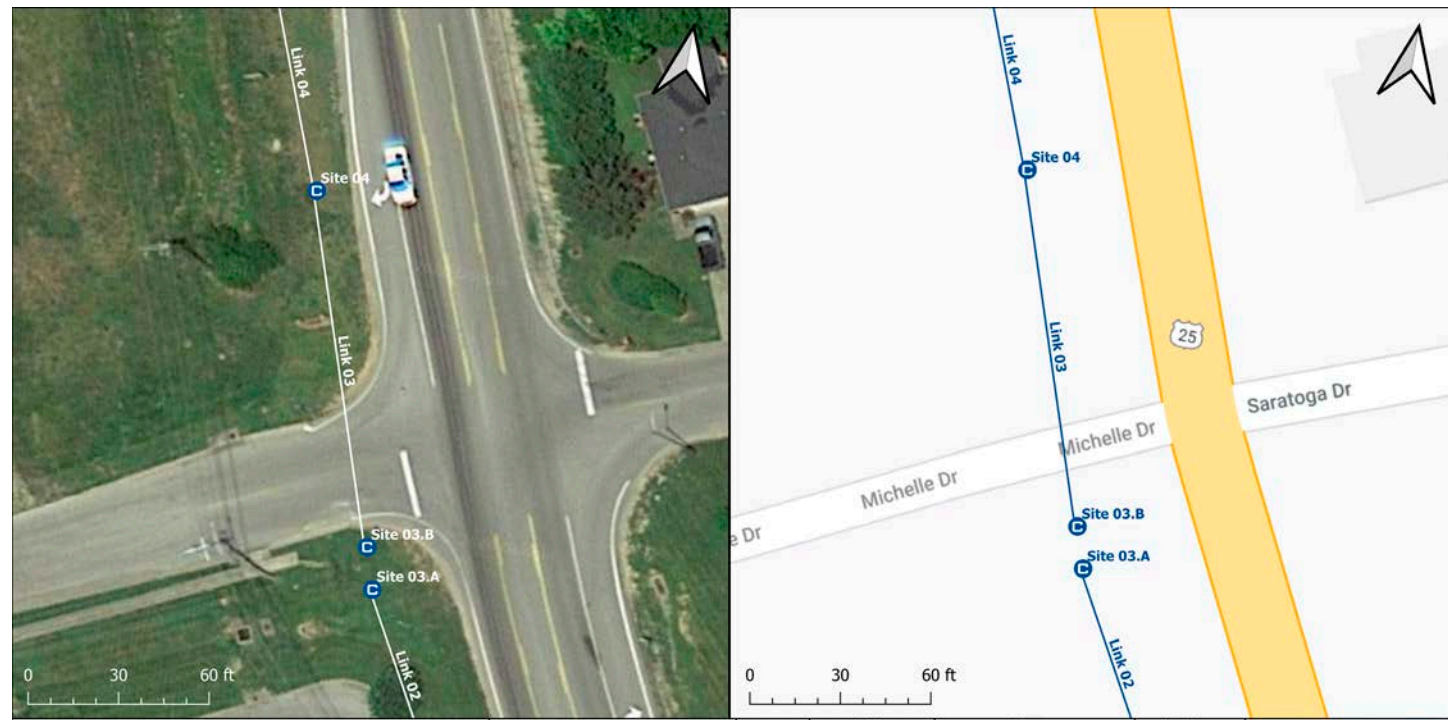 Link 04
C Site 04
Link 03
C Site 03.B
C Site 03.A
Link 02
0 30 60 ft
Link 04
C Site 04
Link 03
25
Saratoga Dr
Michelle Dr
Michelle Dr
C Site 03.B
e Dr
C Site 03.A
Link 02
0 30 60 ft